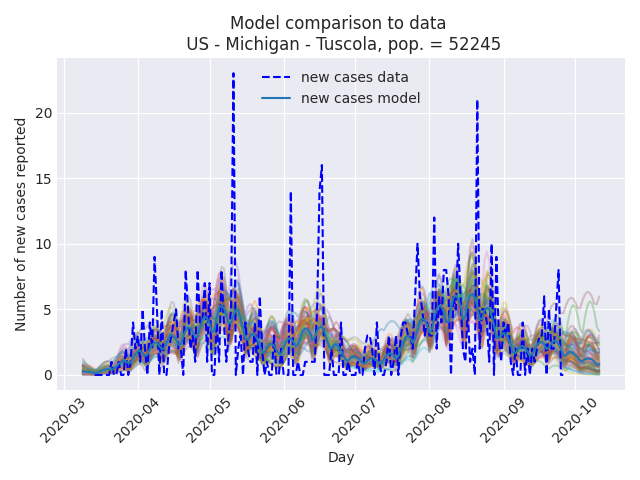 Model comparison to data
US - Michigan - Tuscola, pop. = 52245
new cases data
new cases model
Number of new cases reported
20
15
10
5
0
2020-03
2020-04
2020-05
2020-06
2020-07
2020-08
2020-09
2020-10
Day